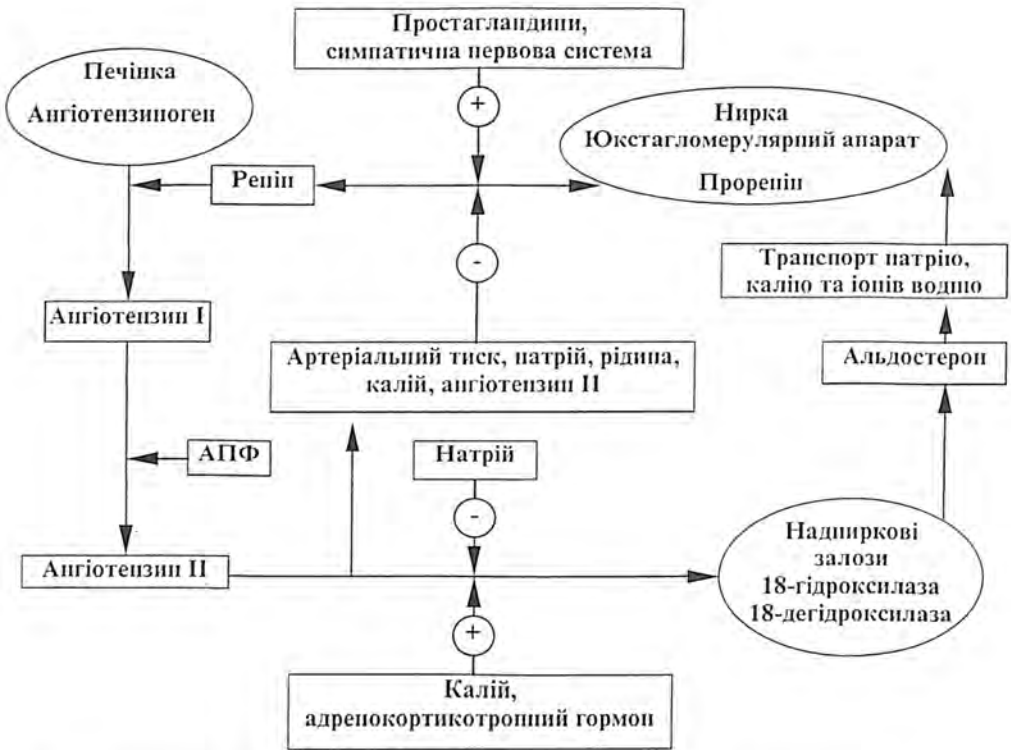 Простагландини,
симпатична нервова система
+
Печінка
Ангіотензиноген
Нирка
Юкстагломерулярний апарат
Проренін
Ренін
-
Транспорт натрію,
калію та іонів водню
Ангіотензин I
Артеріальний тиск, натрій, рідина,
калій, ангіотензин II
Альдостерон
АПФ
Натрій
-
Ангіотензин II
Надниркові
залози
18-гідроксилаза
18-дегідроксилаза
+
Калій,
адренокортикотропний гормон